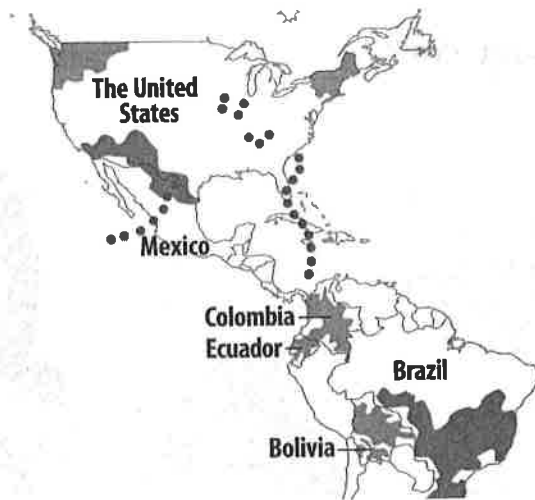 The United
States
Mexico
Colombia
Ecuador
Brazil
Bolivia